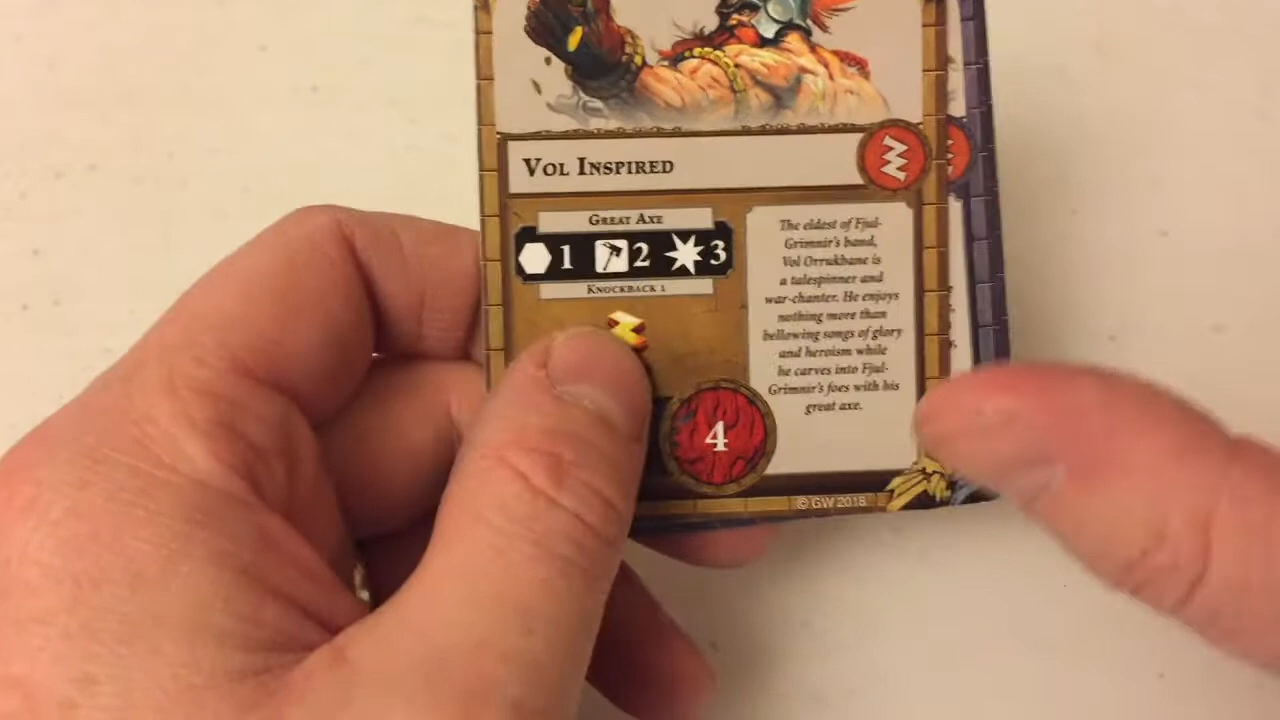 VOL INSPIRED
GREAT AXE
1 2 3
KNOCKBACK 1
The eldest of Fjul-
Grimnir's band,
Vol Orrukbane is
a talespinner and
war-chanter. He enjoys
nothing more than
bellowing songs of glory
and heroism while
he carves into Fjul-
Grimnir's foes with his
great axe.
4
© GW 2018